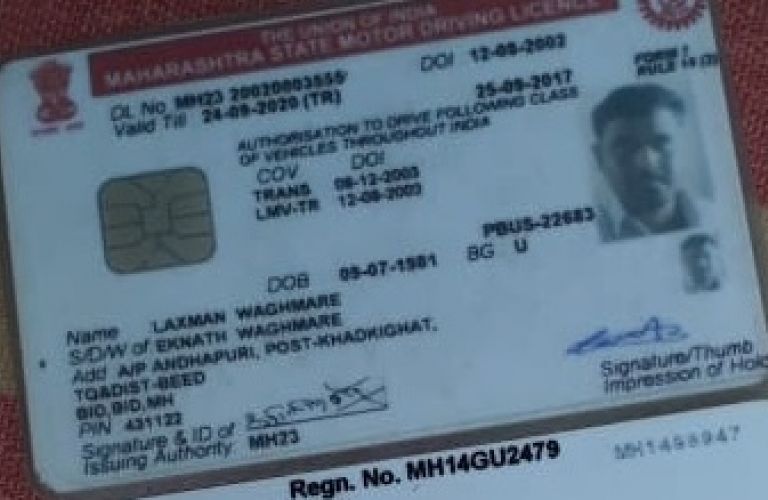 THE UNION OF INDIA
MAHARASHTRA STATE MOTOR DRIVING LICENCE
DL No MH23 20020003555 DOI 12-09-2002
Valid Till 24-09-2020 (TR) 25-09-2017
FORM 7
RULE 16 (2)
AUTHORISATION TO DRIVE FOLLOWING CLASS
OF VEHICLES THROUGHOUT INDIA
COV DOI
TRANS 08-12-2003
LMV-TR 12-09-2003
PBUS-22683
DOB 09-07-1981 BG U
Name LAXMAN WAGHMARE
S/D/W of EKNATH WAGHMARE
Add A/P ANDHAPURI, POST-KHADKIGHAT,
TQ&DIST-BEED
BID,BID,MH
PIN 431122
Signature & ID of
Issuing Authority MH23
Signature/Thumb
Impression of Hol
Regn. No. MH14GU2479
MH1498947